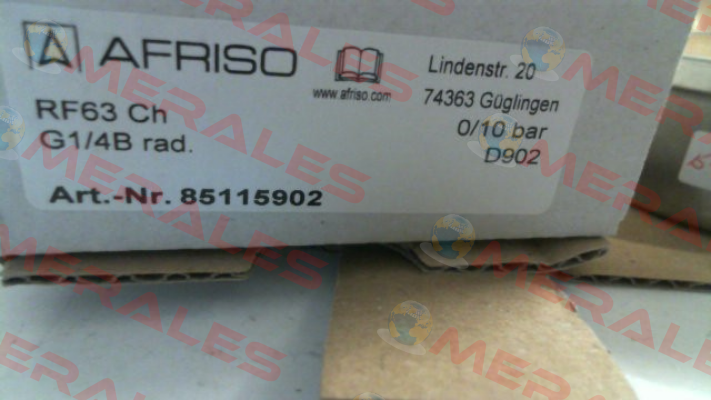 AFRISO
www.afriso.com
Lindenstr. 20
74363 Güglingen
RF63 Ch
0/10 bar
G1/4B rad.
D902
Art.-Nr. 85115902
MERALES
MERALES
MERALES
MERALES